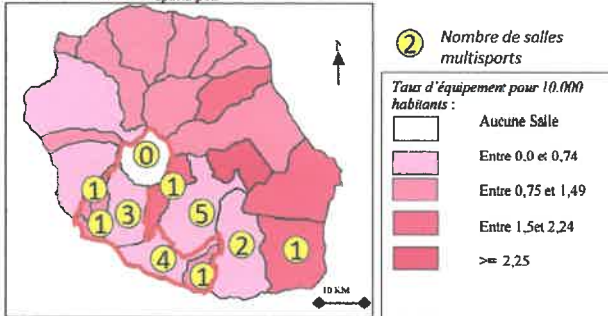 0
1
1
1
3
5
2
1
4
1
10 KM
2
Nombre de salles
multisports
Taux d'équipement pour 10.000
habitants :
Aucune Salle
Entre 0.0 et 0,74
Entre 0,75 et 1,49
Entre 1,5et 2,24
>= 2,25